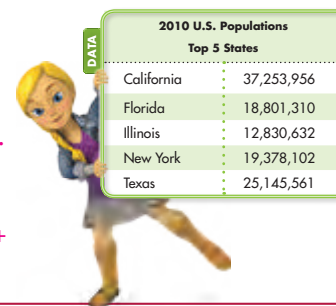 DATA
2010 U.S. Populations
Top 5 States
California 37,253,956
Florida 18,801,310
Illinois 12,830,632
New York 19,378,102
Texas 25,145,561